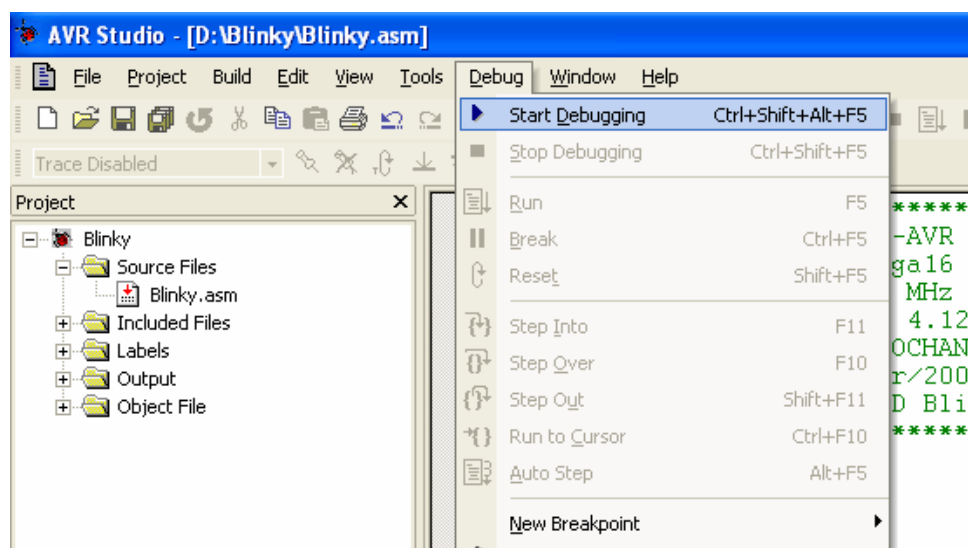 AVR Studio - [D:\Blinky\Blinky.asm]
File Project Build Edit View Tools Debug Window Help
Trace Disabled
Project
Blinky
Source Files
Blinky.asm
Included Files
Labels
Output
Object File
Start Debugging Ctrl+Shift+Alt+F5
Stop Debugging Ctrl+Shift+F5
Run F5
Break Ctrl+F5
Reset Shift+F5
Step Into F11
Step Over F10
Step Out Shift+F11
Run to Cursor Ctrl+F10
Auto Step Alt+F5
New Breakpoint
*****
-AVR
ga16
MHz
4.12
OCHAN
r/200
D Bli
*****